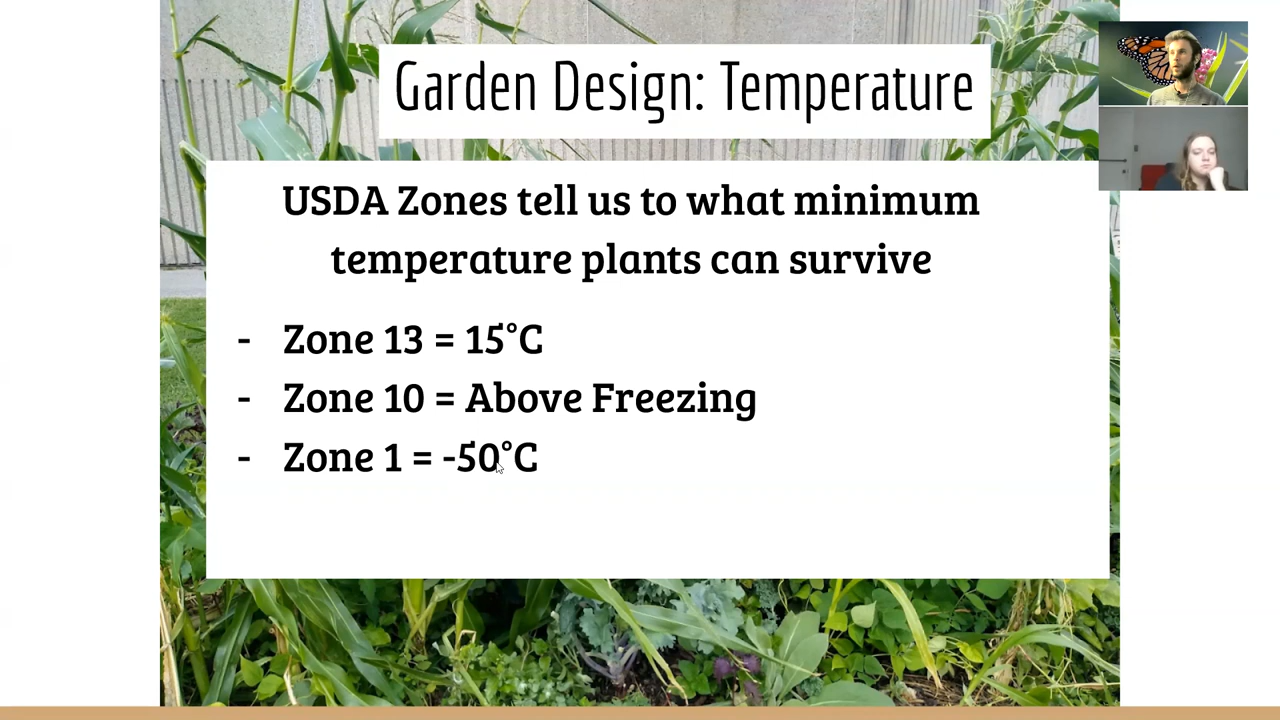 Garden Design: Temperature
USDA Zones tell us to what minimum
temperature plants can survive
- Zone 13 = 15°C
- Zone 10 = Above Freezing
- Zone 1 = -50°C